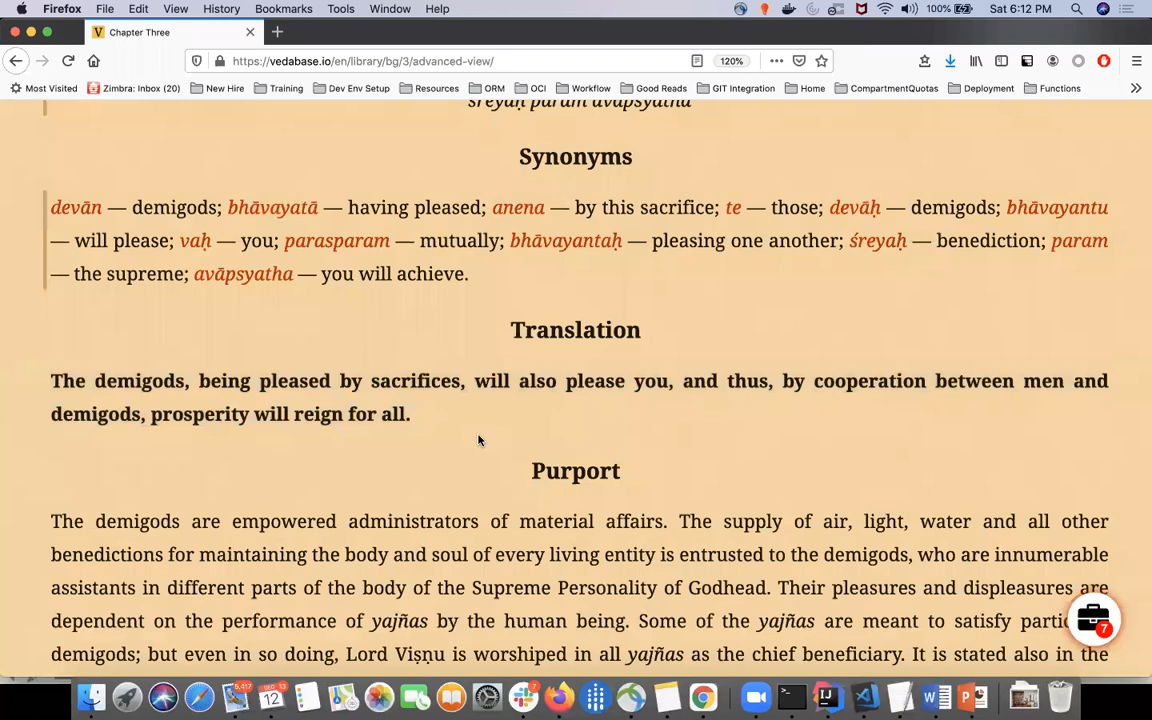 Firefox File Edit View History Bookmarks Tools Window Help 100% Sat 6:12 PM
V Chapter Three
https://vedabase.io/en/library/bg/3/advanced-view/ 120%
Most Visited Zimbra: Inbox (20) New Hire Training Dev Env Setup Resources ORM OCI Workflow Good Reads GIT Integration Home CompartmentQuotas Deployment Functions
śreyaḥ param avāpsyatha
Synonyms
devān — demigods; bhāvayatā — having pleased; anena — by this sacrifice; te — those; devāḥ — demigods; bhāvayantu
— will please; vaḥ — you; parasparam — mutually; bhāvayantaḥ — pleasing one another; śreyaḥ — benediction; param
— the supreme; avāpsyatha — you will achieve.
Translation
The demigods, being pleased by sacrifices, will also please you, and thus, by cooperation between men and
demigods, prosperity will reign for all.
Purport
The demigods are empowered administrators of material affairs. The supply of air, light, water and all other
benedictions for maintaining the body and soul of every living entity is entrusted to the demigods, who are innumerable
assistants in different parts of the body of the Supreme Personality of Godhead. Their pleasures and displeasures are
dependent on the performance of yajñas by the human being. Some of the yajñas are meant to satisfy
7
demigods; but even in so doing, Lord Viṣṇu is worshiped in all yajñas as the chief beneficiary. It is stated also in the
5,417
DEC
12
13
7